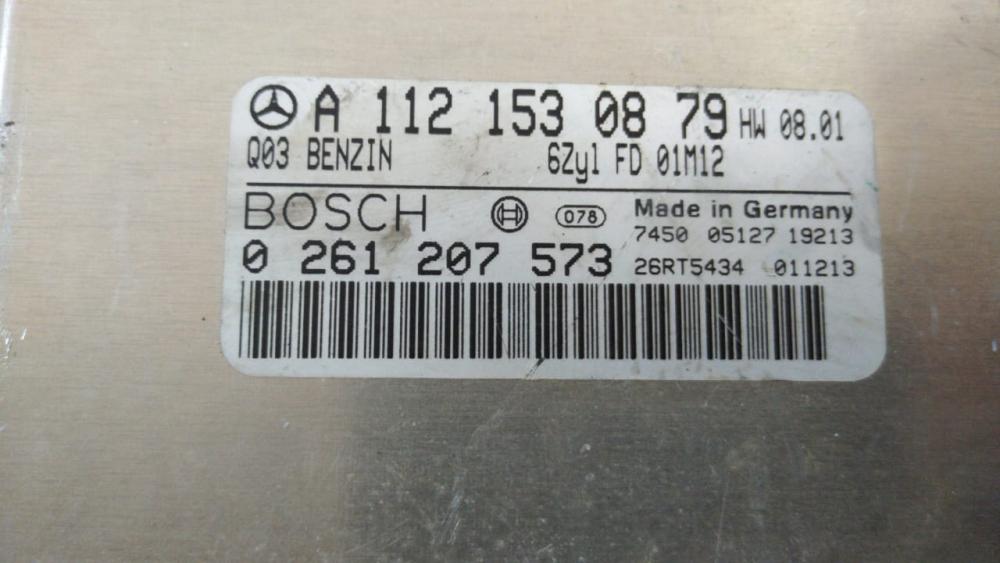 A 112 153 08 79 HW 08.01
Q03 BENZIN 6Zyl FD 01M12
BOSCH 078 Made in Germany
7450 05127 19213
0 261 207 573 26RT5434 011213